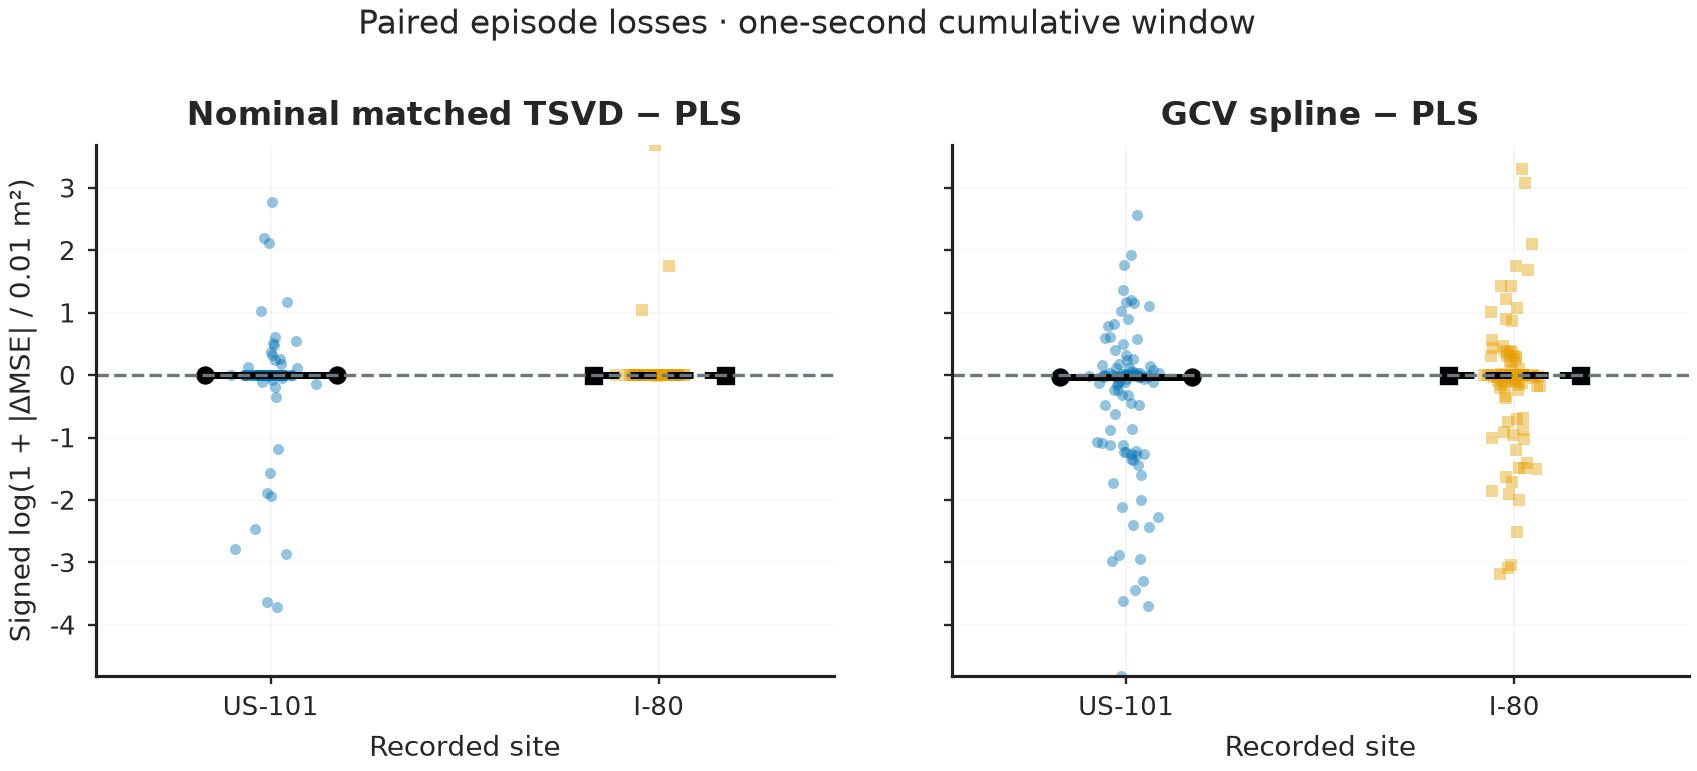 Paired episode losses · one-second cumulative window
Nominal matched TSVD − PLS
GCV spline − PLS
Signed log(1 + |ΔMSE| / 0.01 m²)
3
2
1
0
-1
-2
-3
-4
US-101
I-80
US-101
I-80
Recorded site
Recorded site